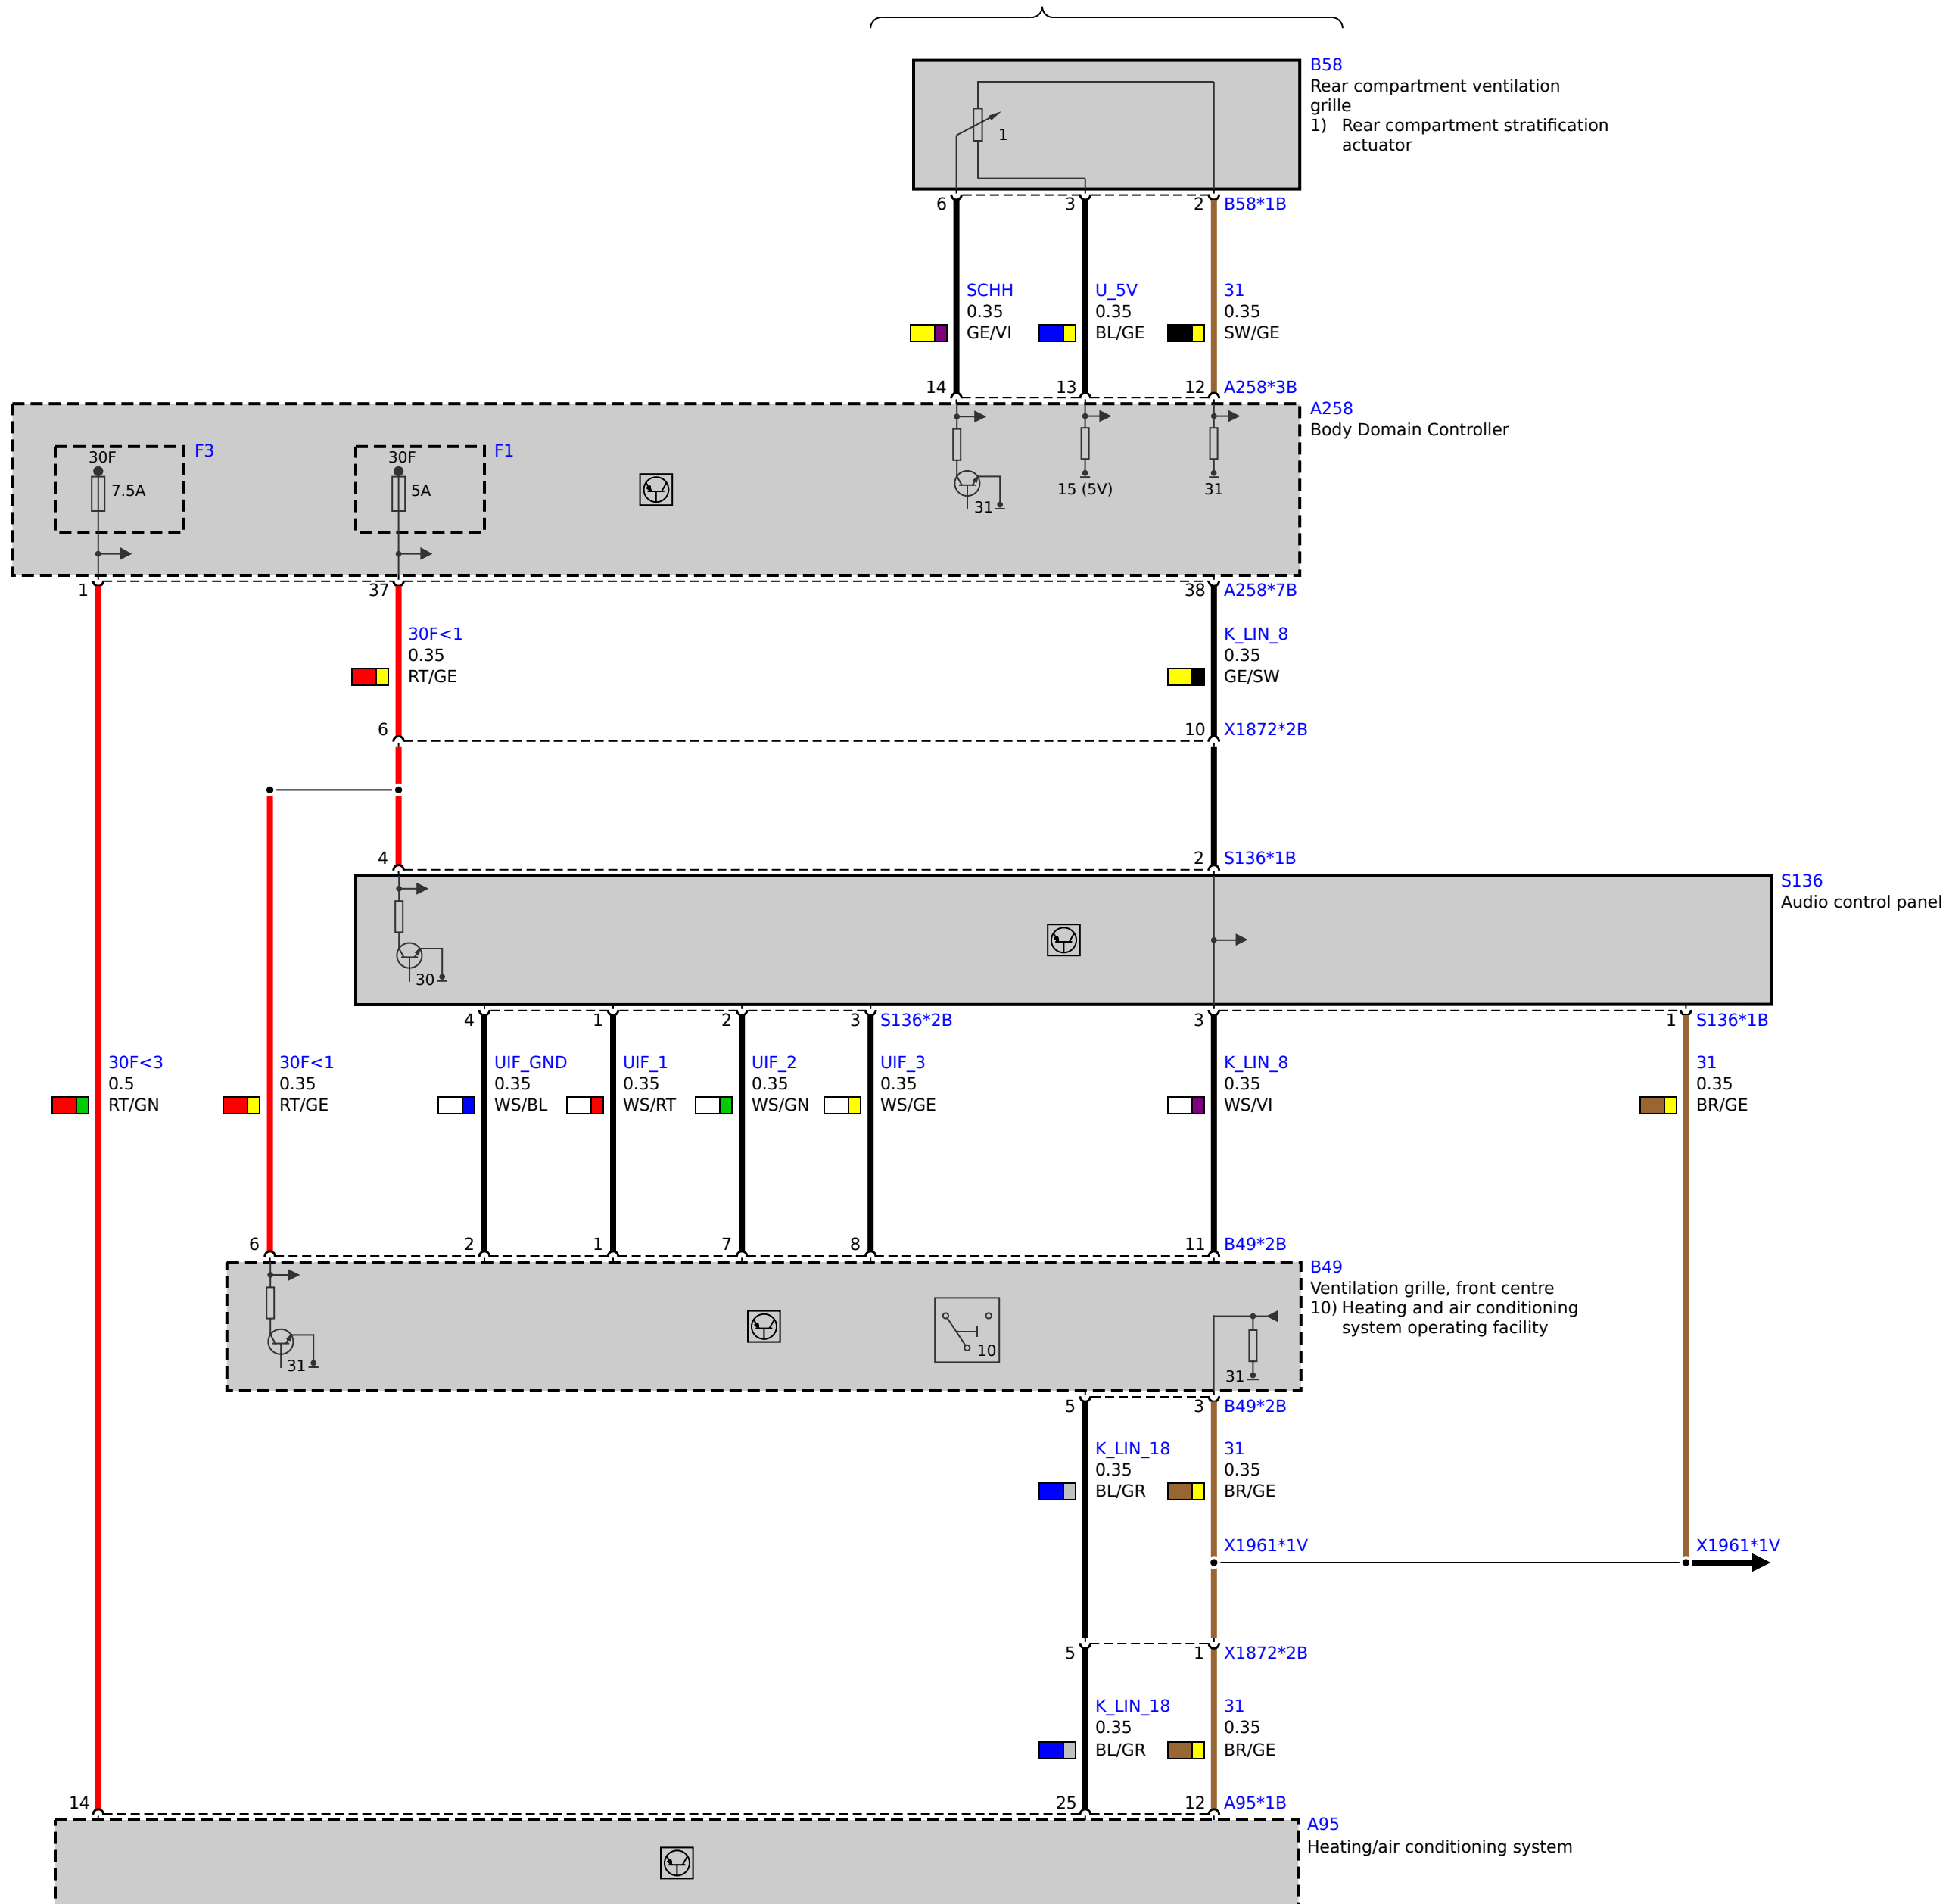 B58
Rear compartment ventilation
grille
1) Rear compartment stratification
actuator
1
6 3 2 B58*1B
SCHH U_5V 31
0.35 0.35 0.35
GE/VI BL/GE SW/GE
14 13 12 A258*3B
A258
Body Domain Controller
30F F3 30F F1
7.5A 5A
15 (5V) 31
31
1 37 38 A258*7B
30F<1 K_LIN_8
0.35 0.35
RT/GE GE/SW
6 10 X1872*2B
4 2 S136*1B
S136
Audio control panel
30
4 1 2 3 S136*2B 3 1 S136*1B
30F<3 30F<1 UIF_GND UIF_1 UIF_2 UIF_3 K_LIN_8 31
0.5 0.35 0.35 0.35 0.35 0.35 0.35 0.35
RT/GN RT/GE WS/BL WS/RT WS/GN WS/GE WS/VI BR/GE
6 2 1 7 8 11 B49*2B
B49
Ventilation grille, front centre
10) Heating and air conditioning
system operating facility
10
31 31
5 3 B49*2B
K_LIN_18 31
0.35 0.35
BL/GR BR/GE
X1961*1V X1961*1V
5 1 X1872*2B
K_LIN_18 31
0.35 0.35
BL/GR BR/GE
14 25 12 A95*1B
A95
Heating/air conditioning system